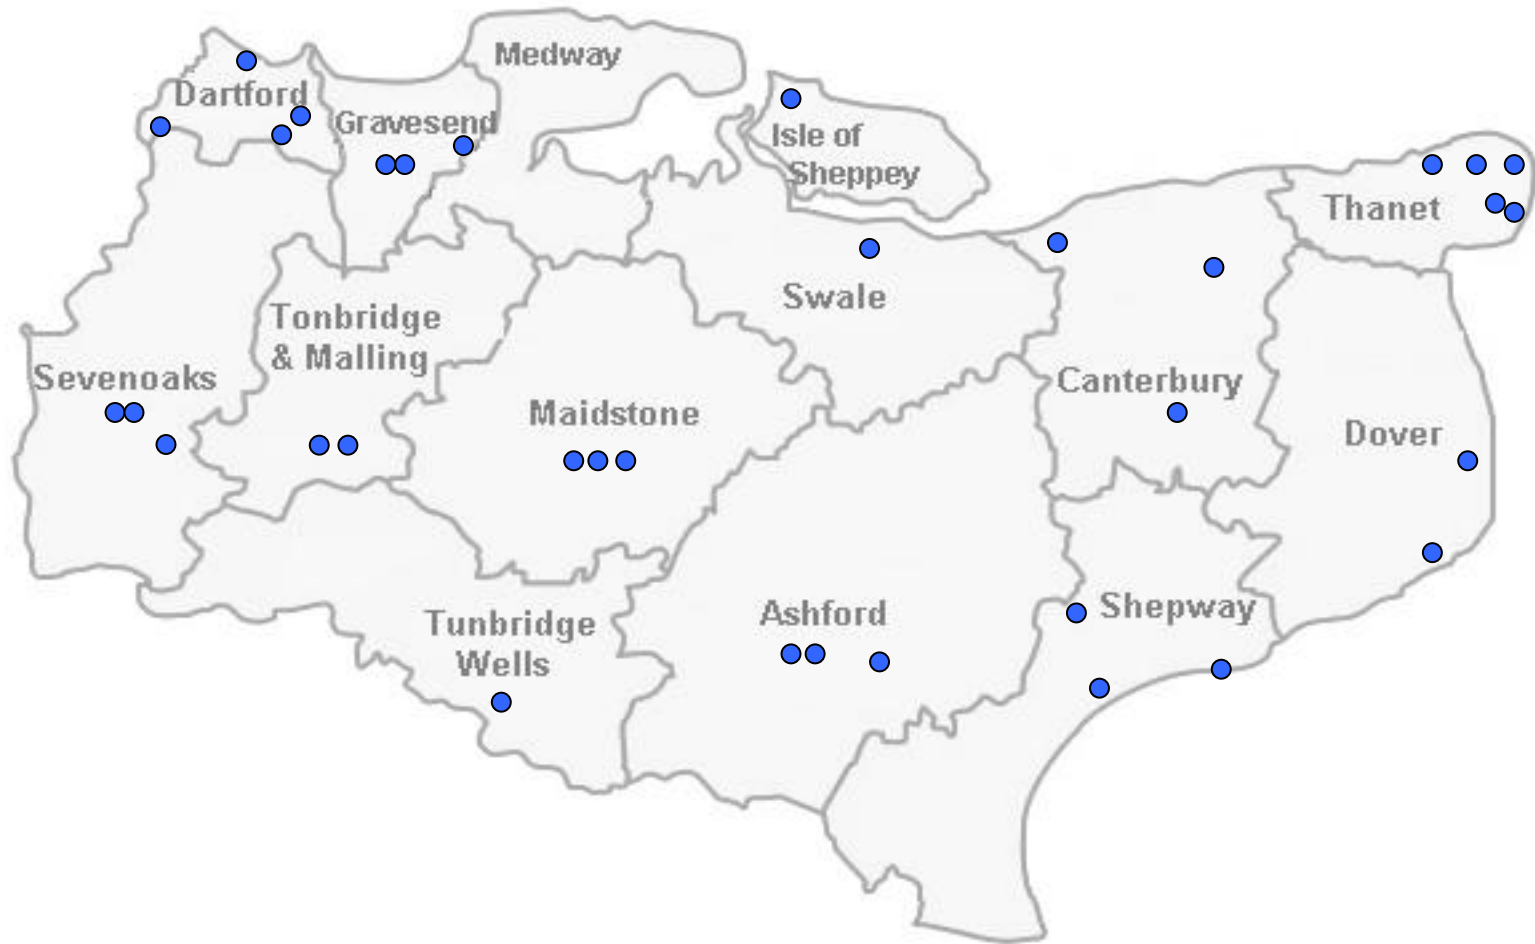 Medway
Dartford
Gravesend
Isle of
Sheppey
Thanet
Swale
Tonbridge
& Malling
Sevenoaks
Canterbury
Maidstone
Dover
Ashford
Shepway
Tunbridge
Wells